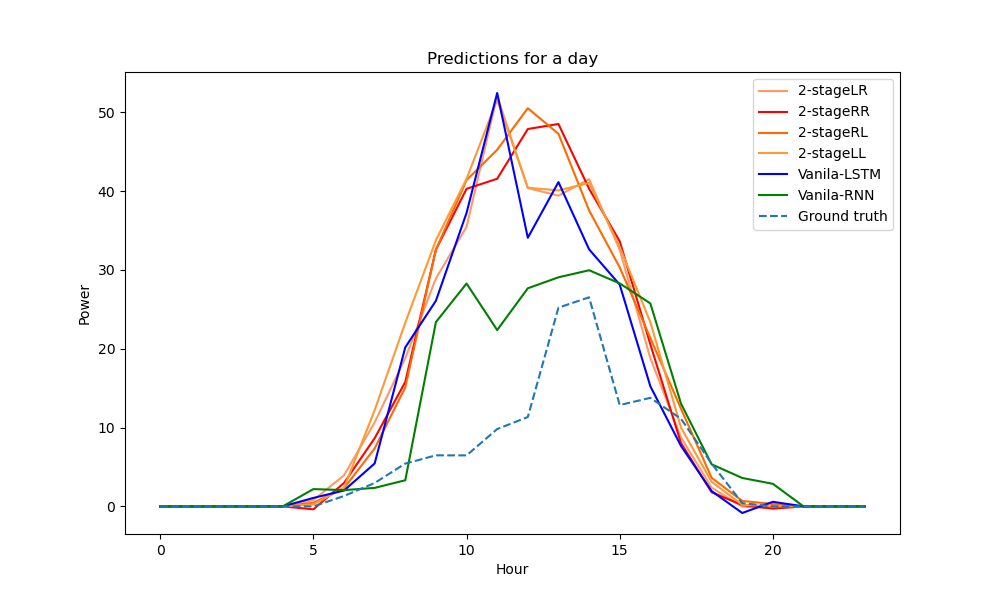 Predictions for a day
50
40
30
20
10
0
Power
0 5 10 15 20
Hour
2-stageLR
2-stageRR
2-stageRL
2-stageLL
Vanila-LSTM
Vanila-RNN
Ground truth